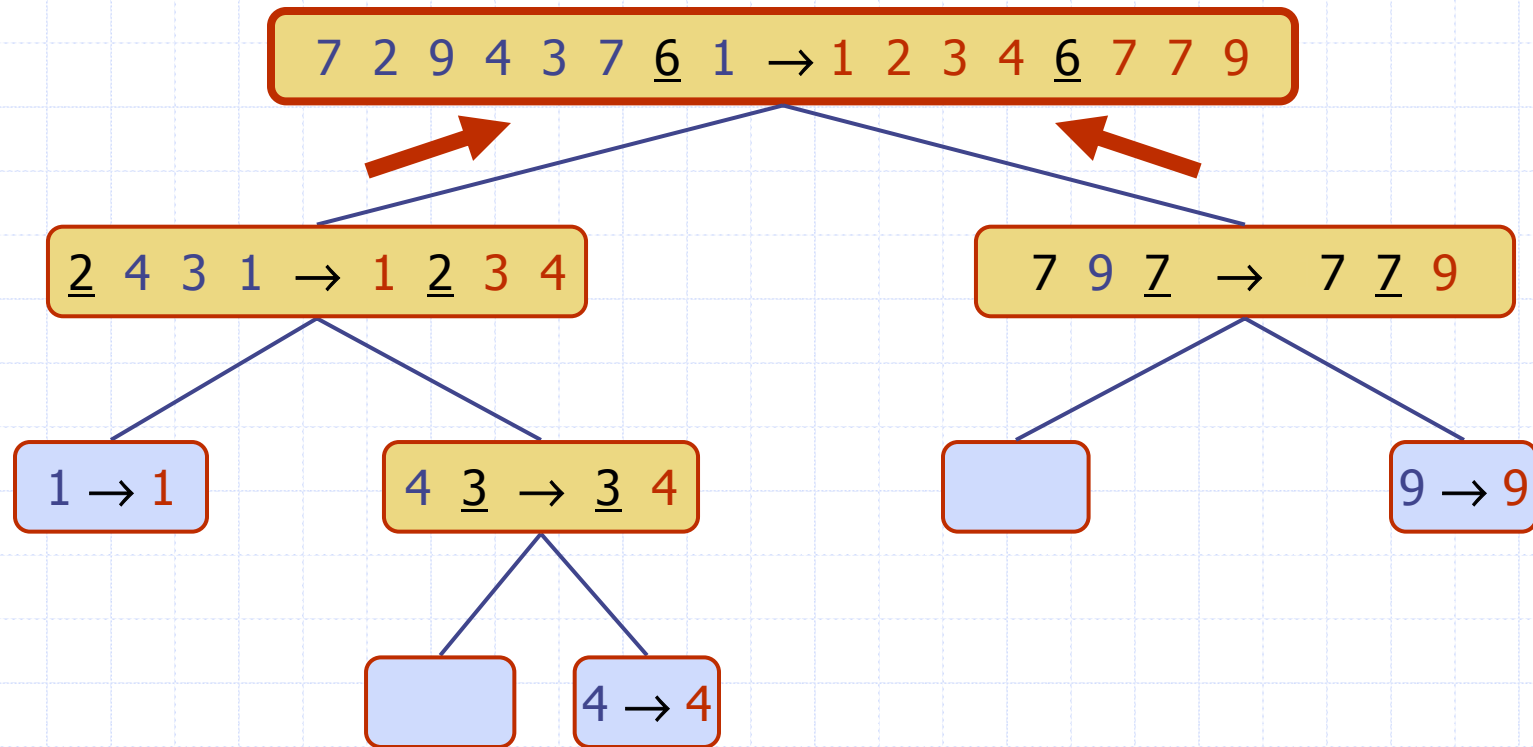 7 2 9 4 3 7 6 1 → 1 2 3 4 6 7 7 9
2 4 3 1 → 1 2 3 4
7 9 7 → 7 7 9
1 → 1
4 3 → 3 4
9 → 9
4 → 4